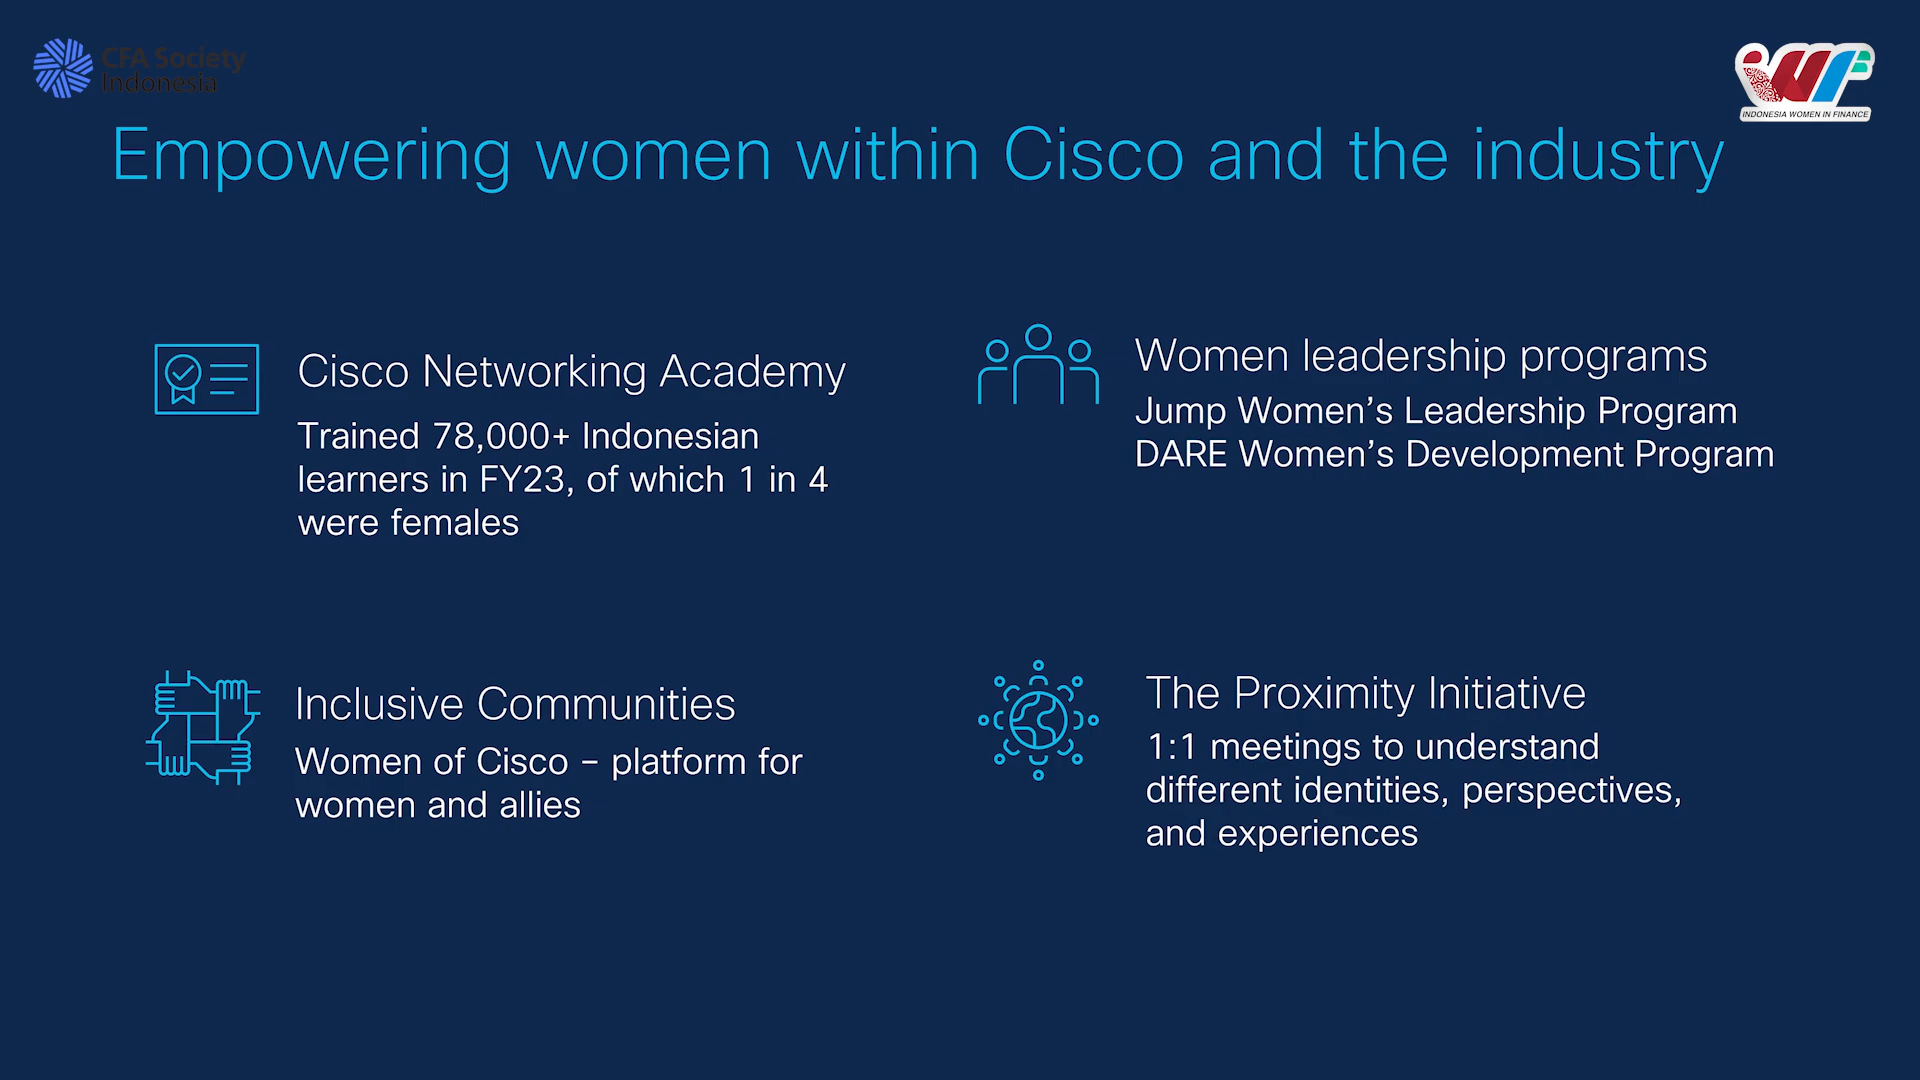 CFA Society
Indonesia
INDONESIA WOMEN IN FINANCE
Empowering women within Cisco and the industry
Cisco Networking Academy
Trained 78,000+ Indonesian
learners in FY23, of which 1 in 4
were females
Women leadership programs
Jump Women’s Leadership Program
DARE Women’s Development Program
Inclusive Communities
Women of Cisco – platform for
women and allies
The Proximity Initiative
1:1 meetings to understand
different identities, perspectives,
and experiences